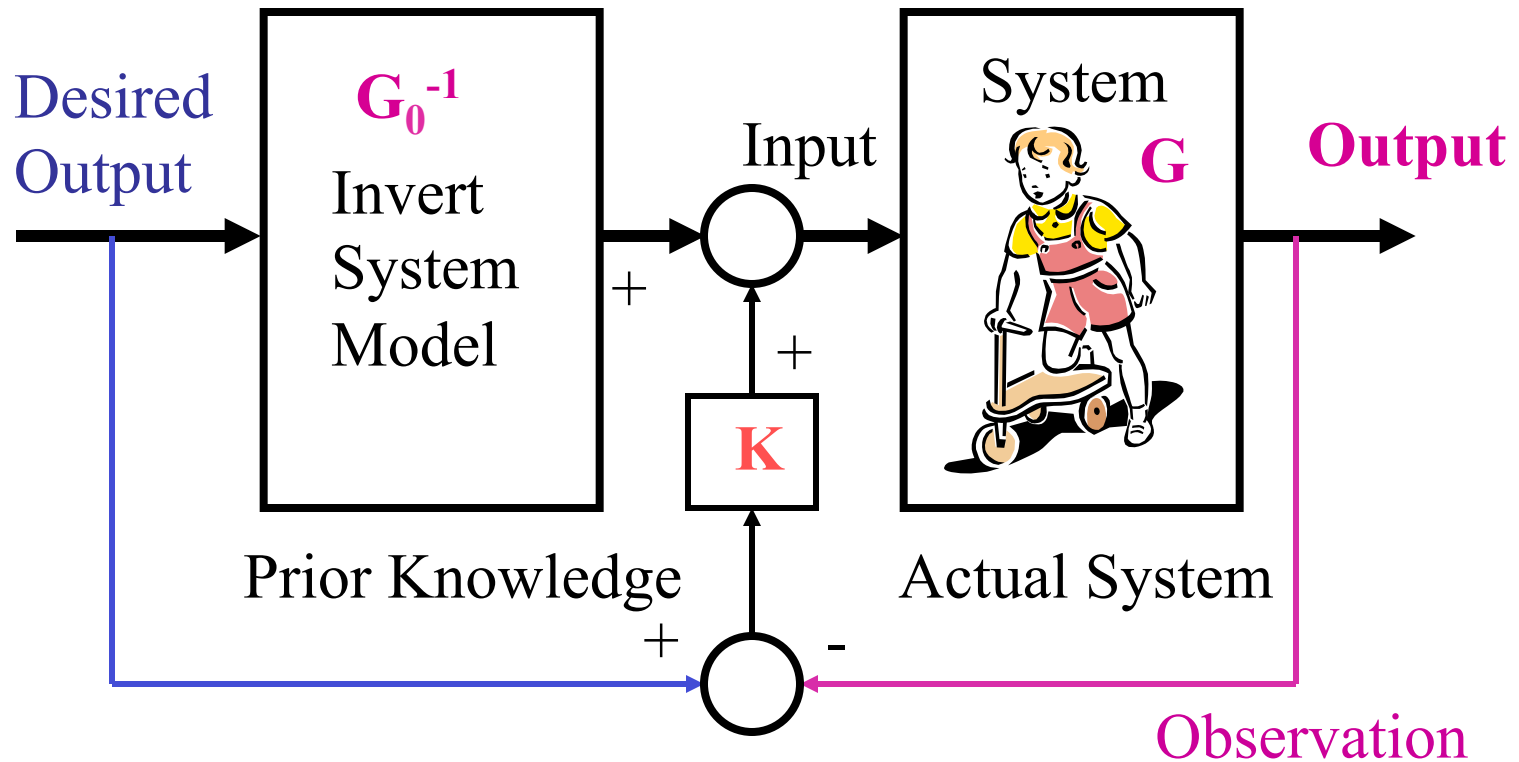 Desired
Output
G₀⁻¹
Invert
System
Model
+
Input
+
K
System
G
Output
Prior Knowledge
Actual System
+
-
Observation